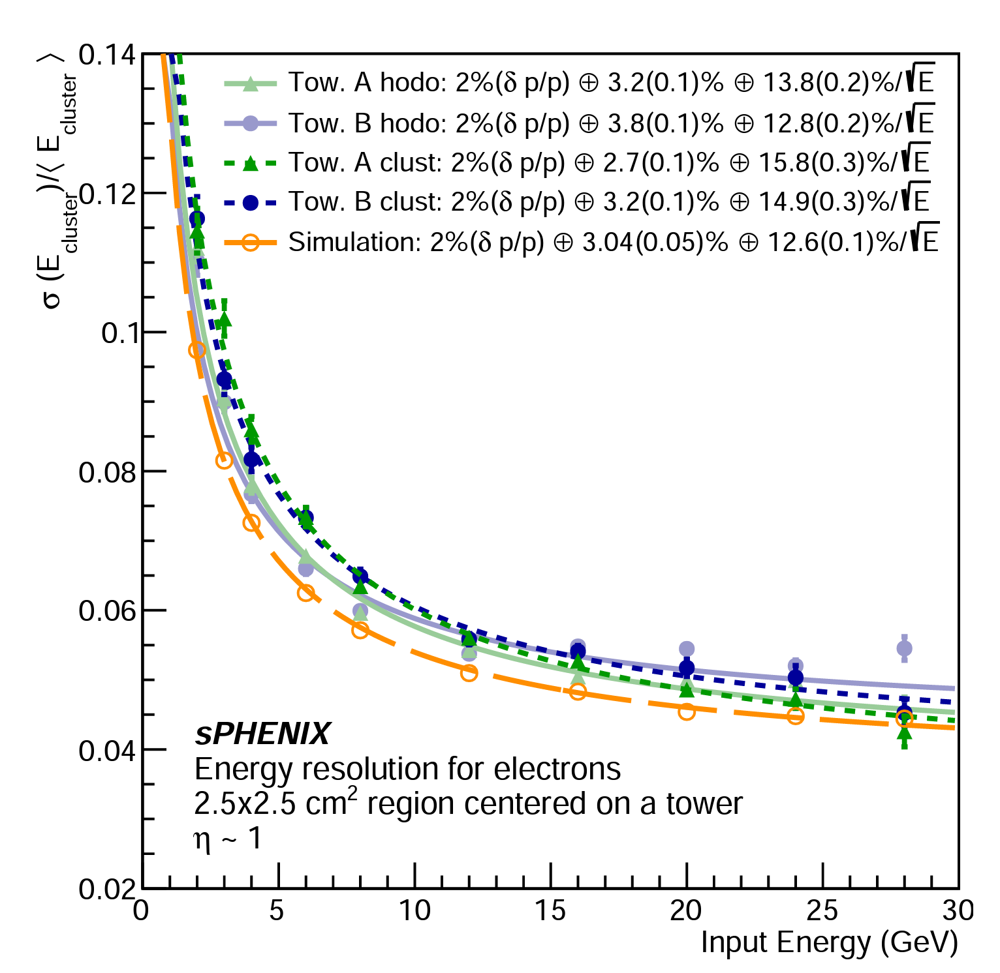 σ (E_cluster)/⟨ E_cluster ⟩
0.14
0.12
0.1
0.08
0.06
0.04
0.02
Tow. A hodo: 2%(δ p/p) ⊕ 3.2(0.1)% ⊕ 13.8(0.2)%/√E
Tow. B hodo: 2%(δ p/p) ⊕ 3.8(0.1)% ⊕ 12.8(0.2)%/√E
Tow. A clust: 2%(δ p/p) ⊕ 2.7(0.1)% ⊕ 15.8(0.3)%/√E
Tow. B clust: 2%(δ p/p) ⊕ 3.2(0.1)% ⊕ 14.9(0.3)%/√E
Simulation: 2%(δ p/p) ⊕ 3.04(0.05)% ⊕ 12.6(0.1)%/√E
sPHENIX
Energy resolution for electrons
2.5x2.5 cm² region centered on a tower
η ~ 1
0 5 10 15 20 25 30
Input Energy (GeV)